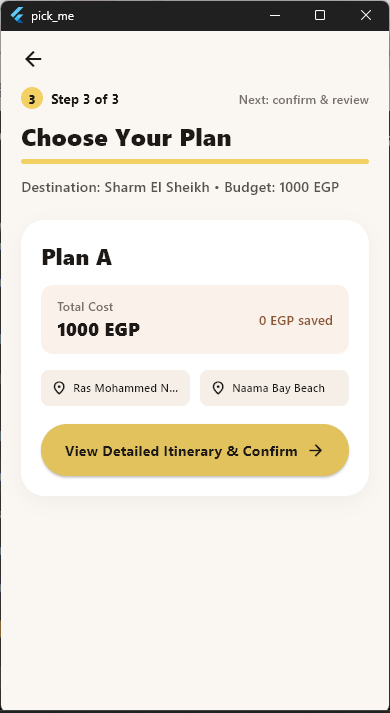 pick_me
3 Step 3 of 3 Next: confirm & review
Choose Your Plan
Destination: Sharm El Sheikh • Budget: 1000 EGP
Plan A
Total Cost
1000 EGP
0 EGP saved
Ras Mohammed N...
Naama Bay Beach
View Detailed Itinerary & Confirm →